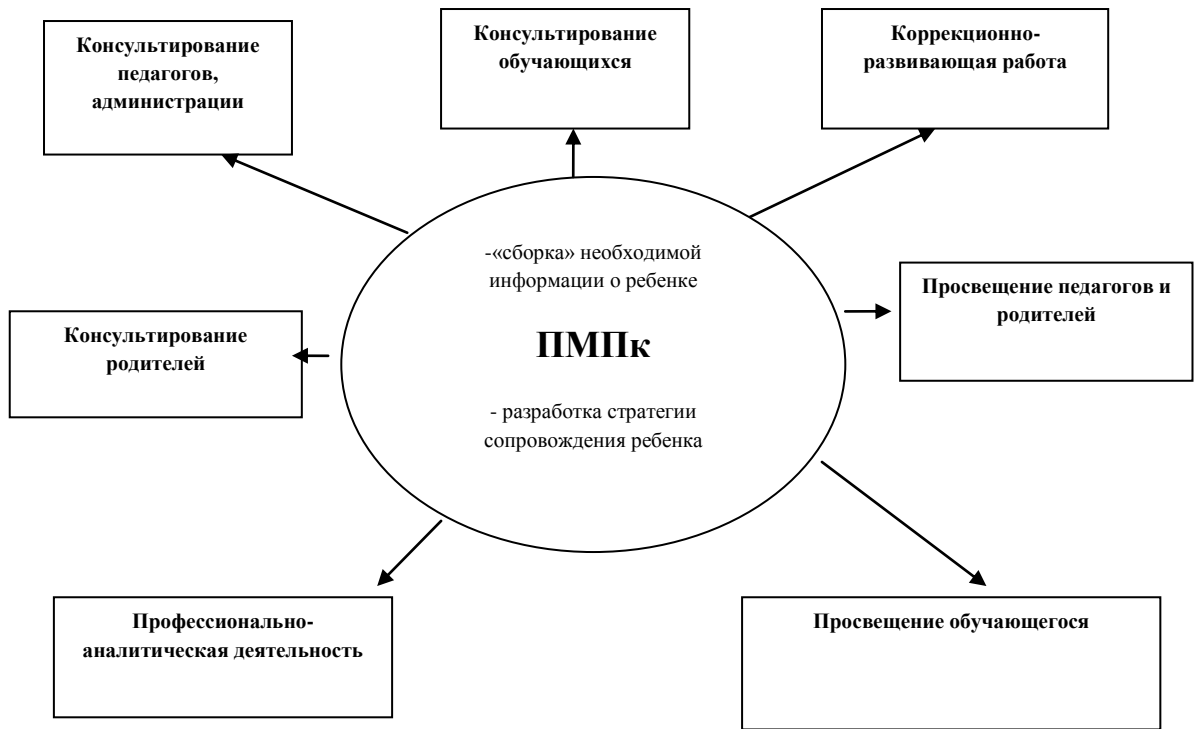 Консультирование
педагогов,
администрации
Консультирование
обучающихся
Коррекционно-
развивающая работа
-«сборка» необходимой
информации о ребенке
ПМПк
- разработка стратегии
сопровождения ребенка
Консультирование
родителей
Просвещение педагогов и
родителей
Профессионально-
аналитическая деятельность
Просвещение обучающегося